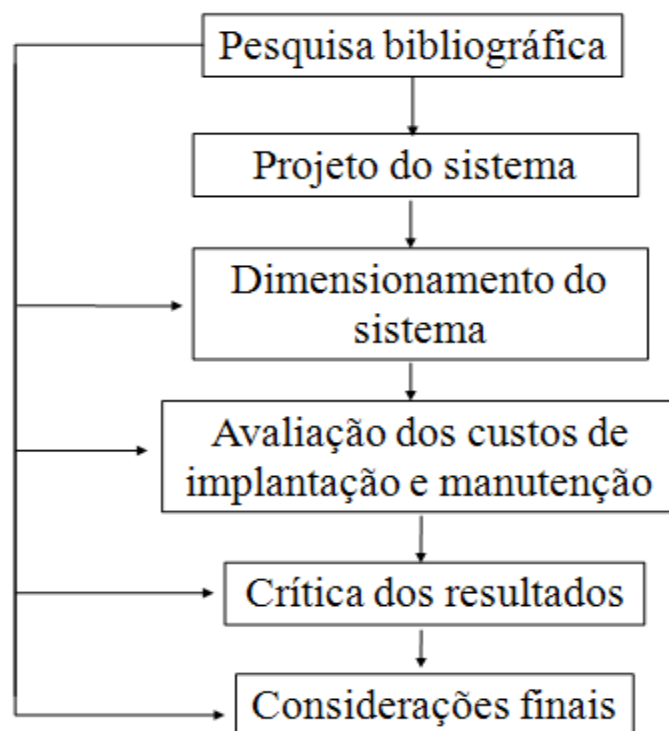 Pesquisa bibliográfica
Projeto do sistema
Dimensionamento do
sistema
Avaliação dos custos de
implantação e manutenção
Crítica dos resultados
Considerações finais